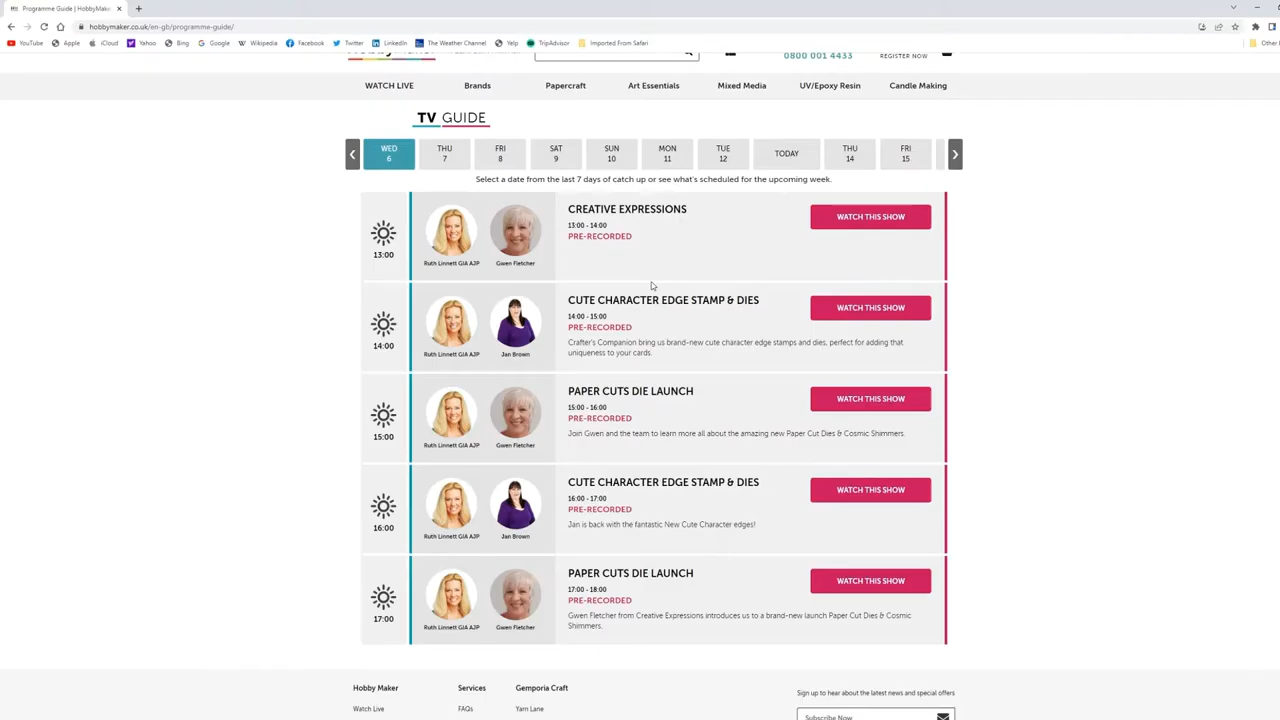 Programme Guide | HobbyMaker
hobbymaker.co.uk/en-gb/programme-guide/
YouTube Apple iCloud Yahoo Bing Google Wikipedia Facebook Twitter LinkedIn The Weather Channel Yelp TripAdvisor Imported From Safari Other
0800 001 4433 REGISTER NOW
WATCH LIVE Brands Papercraft Art Essentials Mixed Media UV/Epoxy Resin Candle Making
TV GUIDE
WED THU FRI SAT SUN MON TUE TODAY THU FRI
6 7 8 9 10 11 12 14 15
Select a date from the last 7 days of catch up or see what's scheduled for the upcoming week.
13:00
Ruth Linnett GIA AJP Gwen Fletcher
CREATIVE EXPRESSIONS
13:00 - 14:00
PRE-RECORDED
WATCH THIS SHOW
14:00
Ruth Linnett GIA AJP Jan Brown
CUTE CHARACTER EDGE STAMP & DIES
14:00 - 15:00
PRE-RECORDED
Crafter's Companion bring us brand-new cute character edge stamps and dies, perfect for adding that
uniqueness to your cards.
WATCH THIS SHOW
15:00
Ruth Linnett GIA AJP Gwen Fletcher
PAPER CUTS DIE LAUNCH
15:00 - 16:00
PRE-RECORDED
Join Gwen and the team to learn more all about the amazing new Paper Cut Dies & Cosmic Shimmers.
WATCH THIS SHOW
16:00
Ruth Linnett GIA AJP Jan Brown
CUTE CHARACTER EDGE STAMP & DIES
16:00 - 17:00
PRE-RECORDED
Jan is back with the fantastic New Cute Character edges!
WATCH THIS SHOW
17:00
Ruth Linnett GIA AJP Gwen Fletcher
PAPER CUTS DIE LAUNCH
17:00 - 18:00
PRE-RECORDED
Gwen Fletcher from Creative Expressions introduces us to a brand-new launch Paper Cut Dies & Cosmic
Shimmers.
WATCH THIS SHOW
Hobby Maker Services Gemporia Craft
Watch Live FAQs Yarn Lane
Sign up to hear about the latest news and special offers
Subscribe Now